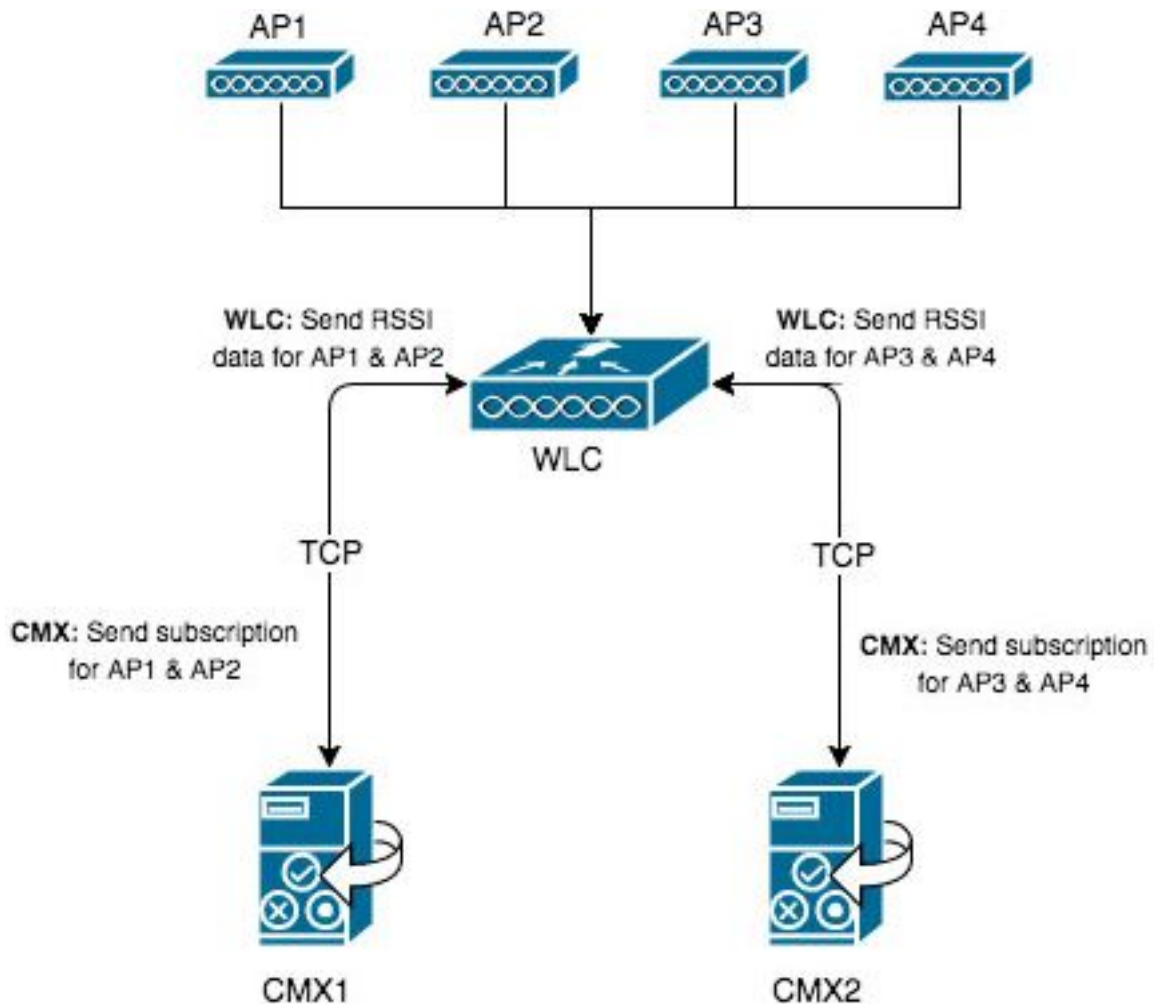 AP1
AP2
AP3
AP4
WLC: Send RSSI
data for AP1 & AP2
WLC: Send RSSI
data for AP3 & AP4
WLC
TCP
TCP
CMX: Send subscription
for AP1 & AP2
CMX: Send subscription
for AP3 & AP4
CMX1
CMX2